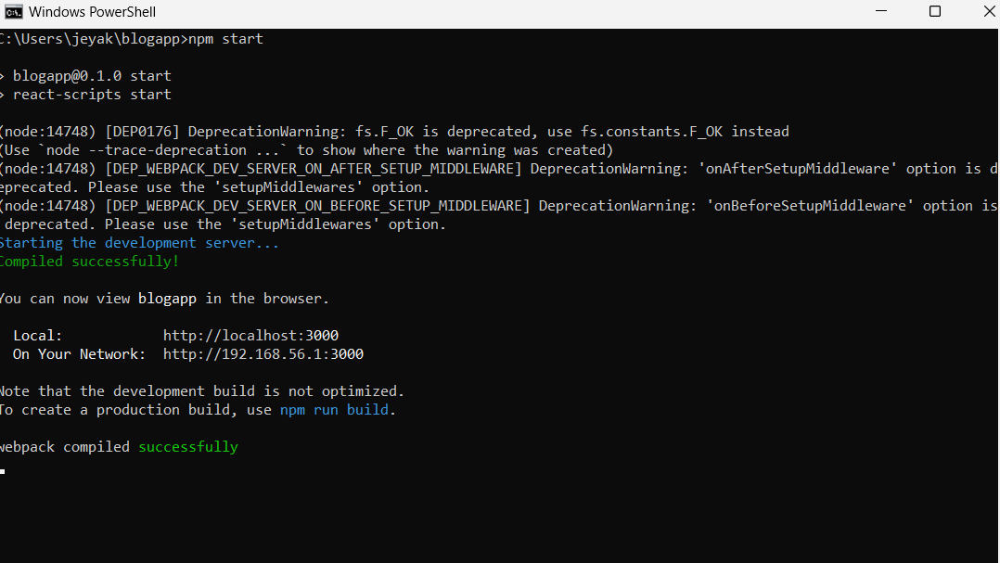 Windows PowerShell
C:\Users\jeyak\blogapp>npm start
> blogapp@0.1.0 start
> react-scripts start
(node:14748) [DEP0176] DeprecationWarning: fs.F_OK is deprecated, use fs.constants.F_OK instead
(Use `node --trace-deprecation ...` to show where the warning was created)
(node:14748) [DEP_WEBPACK_DEV_SERVER_ON_AFTER_SETUP_MIDDLEWARE] DeprecationWarning: 'onAfterSetupMiddleware' option is d
eprecated. Please use the 'setupMiddlewares' option.
(node:14748) [DEP_WEBPACK_DEV_SERVER_ON_BEFORE_SETUP_MIDDLEWARE] DeprecationWarning: 'onBeforeSetupMiddleware' option is
deprecated. Please use the 'setupMiddlewares' option.
Starting the development server...
Compiled successfully!
You can now view blogapp in the browser.
Local: http://localhost:3000
On Your Network: http://192.168.56.1:3000
Note that the development build is not optimized.
To create a production build, use npm run build.
webpack compiled successfully